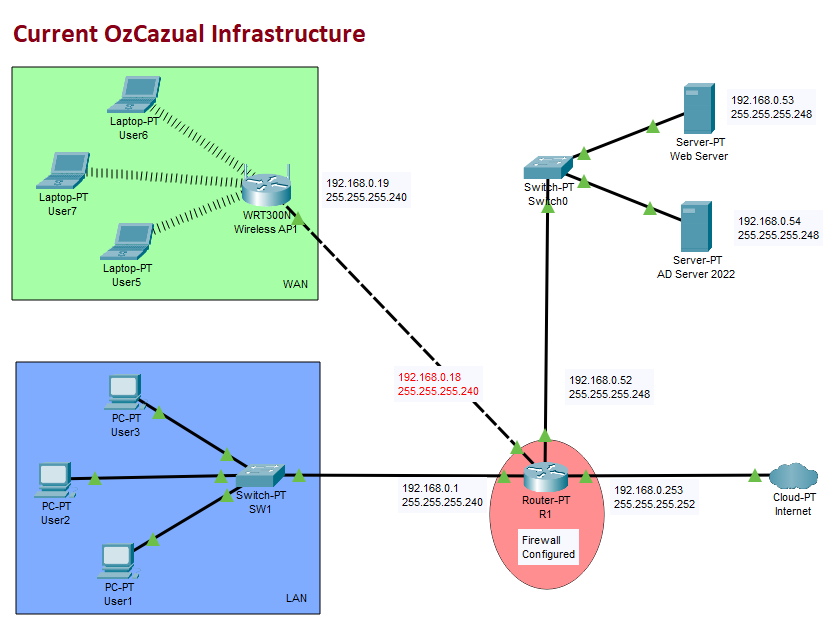 Current OzCazual Infrastructure
Laptop-PT
User6
Laptop-PT
User7
Laptop-PT
User5
WRT300N
Wireless AP1
WAN
192.168.0.19
255.255.255.240
Switch-PT
Switch0
Server-PT
Web Server
192.168.0.53
255.255.255.248
Server-PT
AD Server 2022
192.168.0.54
255.255.255.248
192.168.0.18
255.255.255.240
192.168.0.52
255.255.255.248
PC-PT
User3
PC-PT
User2
PC-PT
User1
Switch-PT
SW1
LAN
192.168.0.1
255.255.255.240
Router-PT
R1
Firewall
Configured
192.168.0.253
255.255.255.252
Cloud-PT
Internet